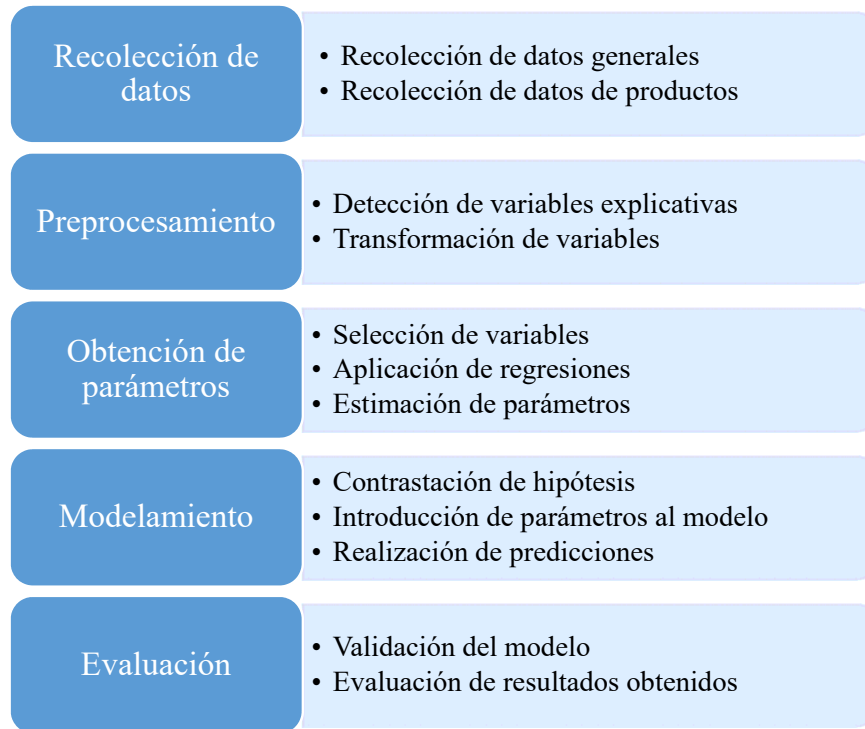 Recolección de
datos
• Recolección de datos generales
• Recolección de datos de productos
Preprocesamiento
• Detección de variables explicativas
• Transformación de variables
Obtención de
parámetros
• Selección de variables
• Aplicación de regresiones
• Estimación de parámetros
Modelamiento
• Contrastación de hipótesis
• Introducción de parámetros al modelo
• Realización de predicciones
Evaluación
• Validación del modelo
• Evaluación de resultados obtenidos